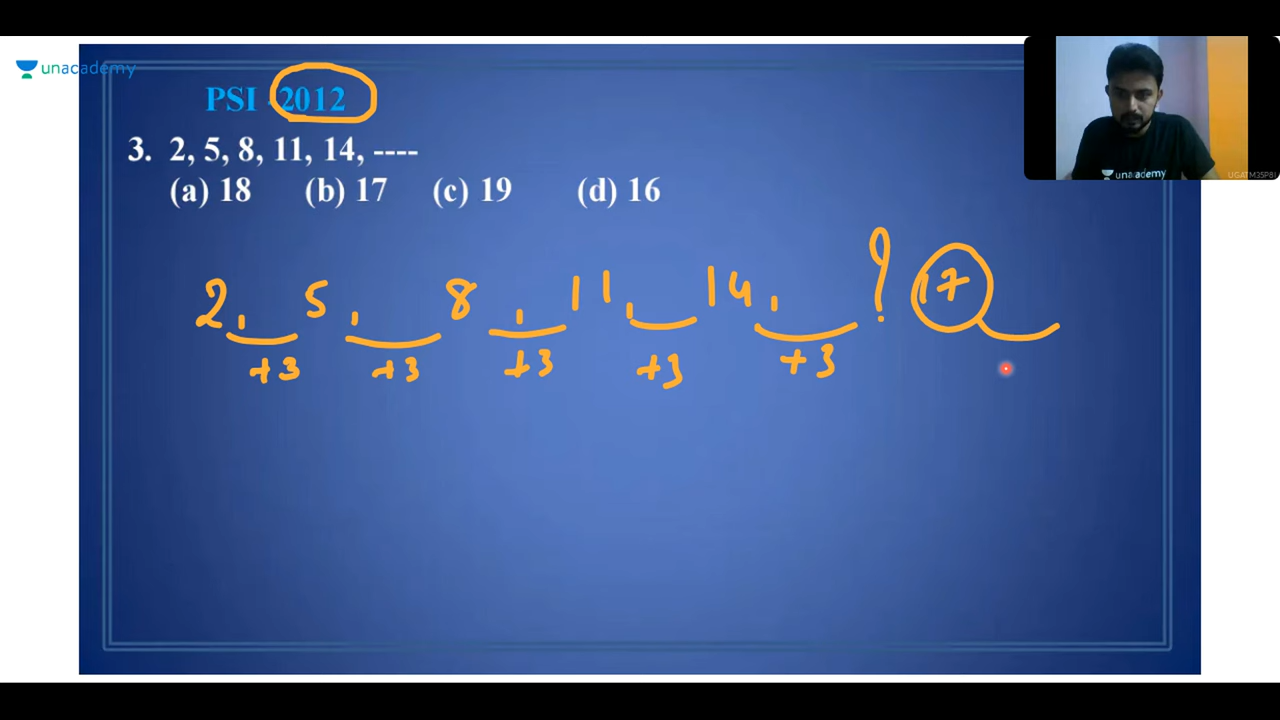 unacademy
PSI - 2012
3. 2, 5, 8, 11, 14, ----
(a) 18 (b) 17 (c) 19 (d) 16
2, 5, 8, 11, 14, ? 17
+3 +3 +3 +3 +3
unacademy
UGATM35P8I